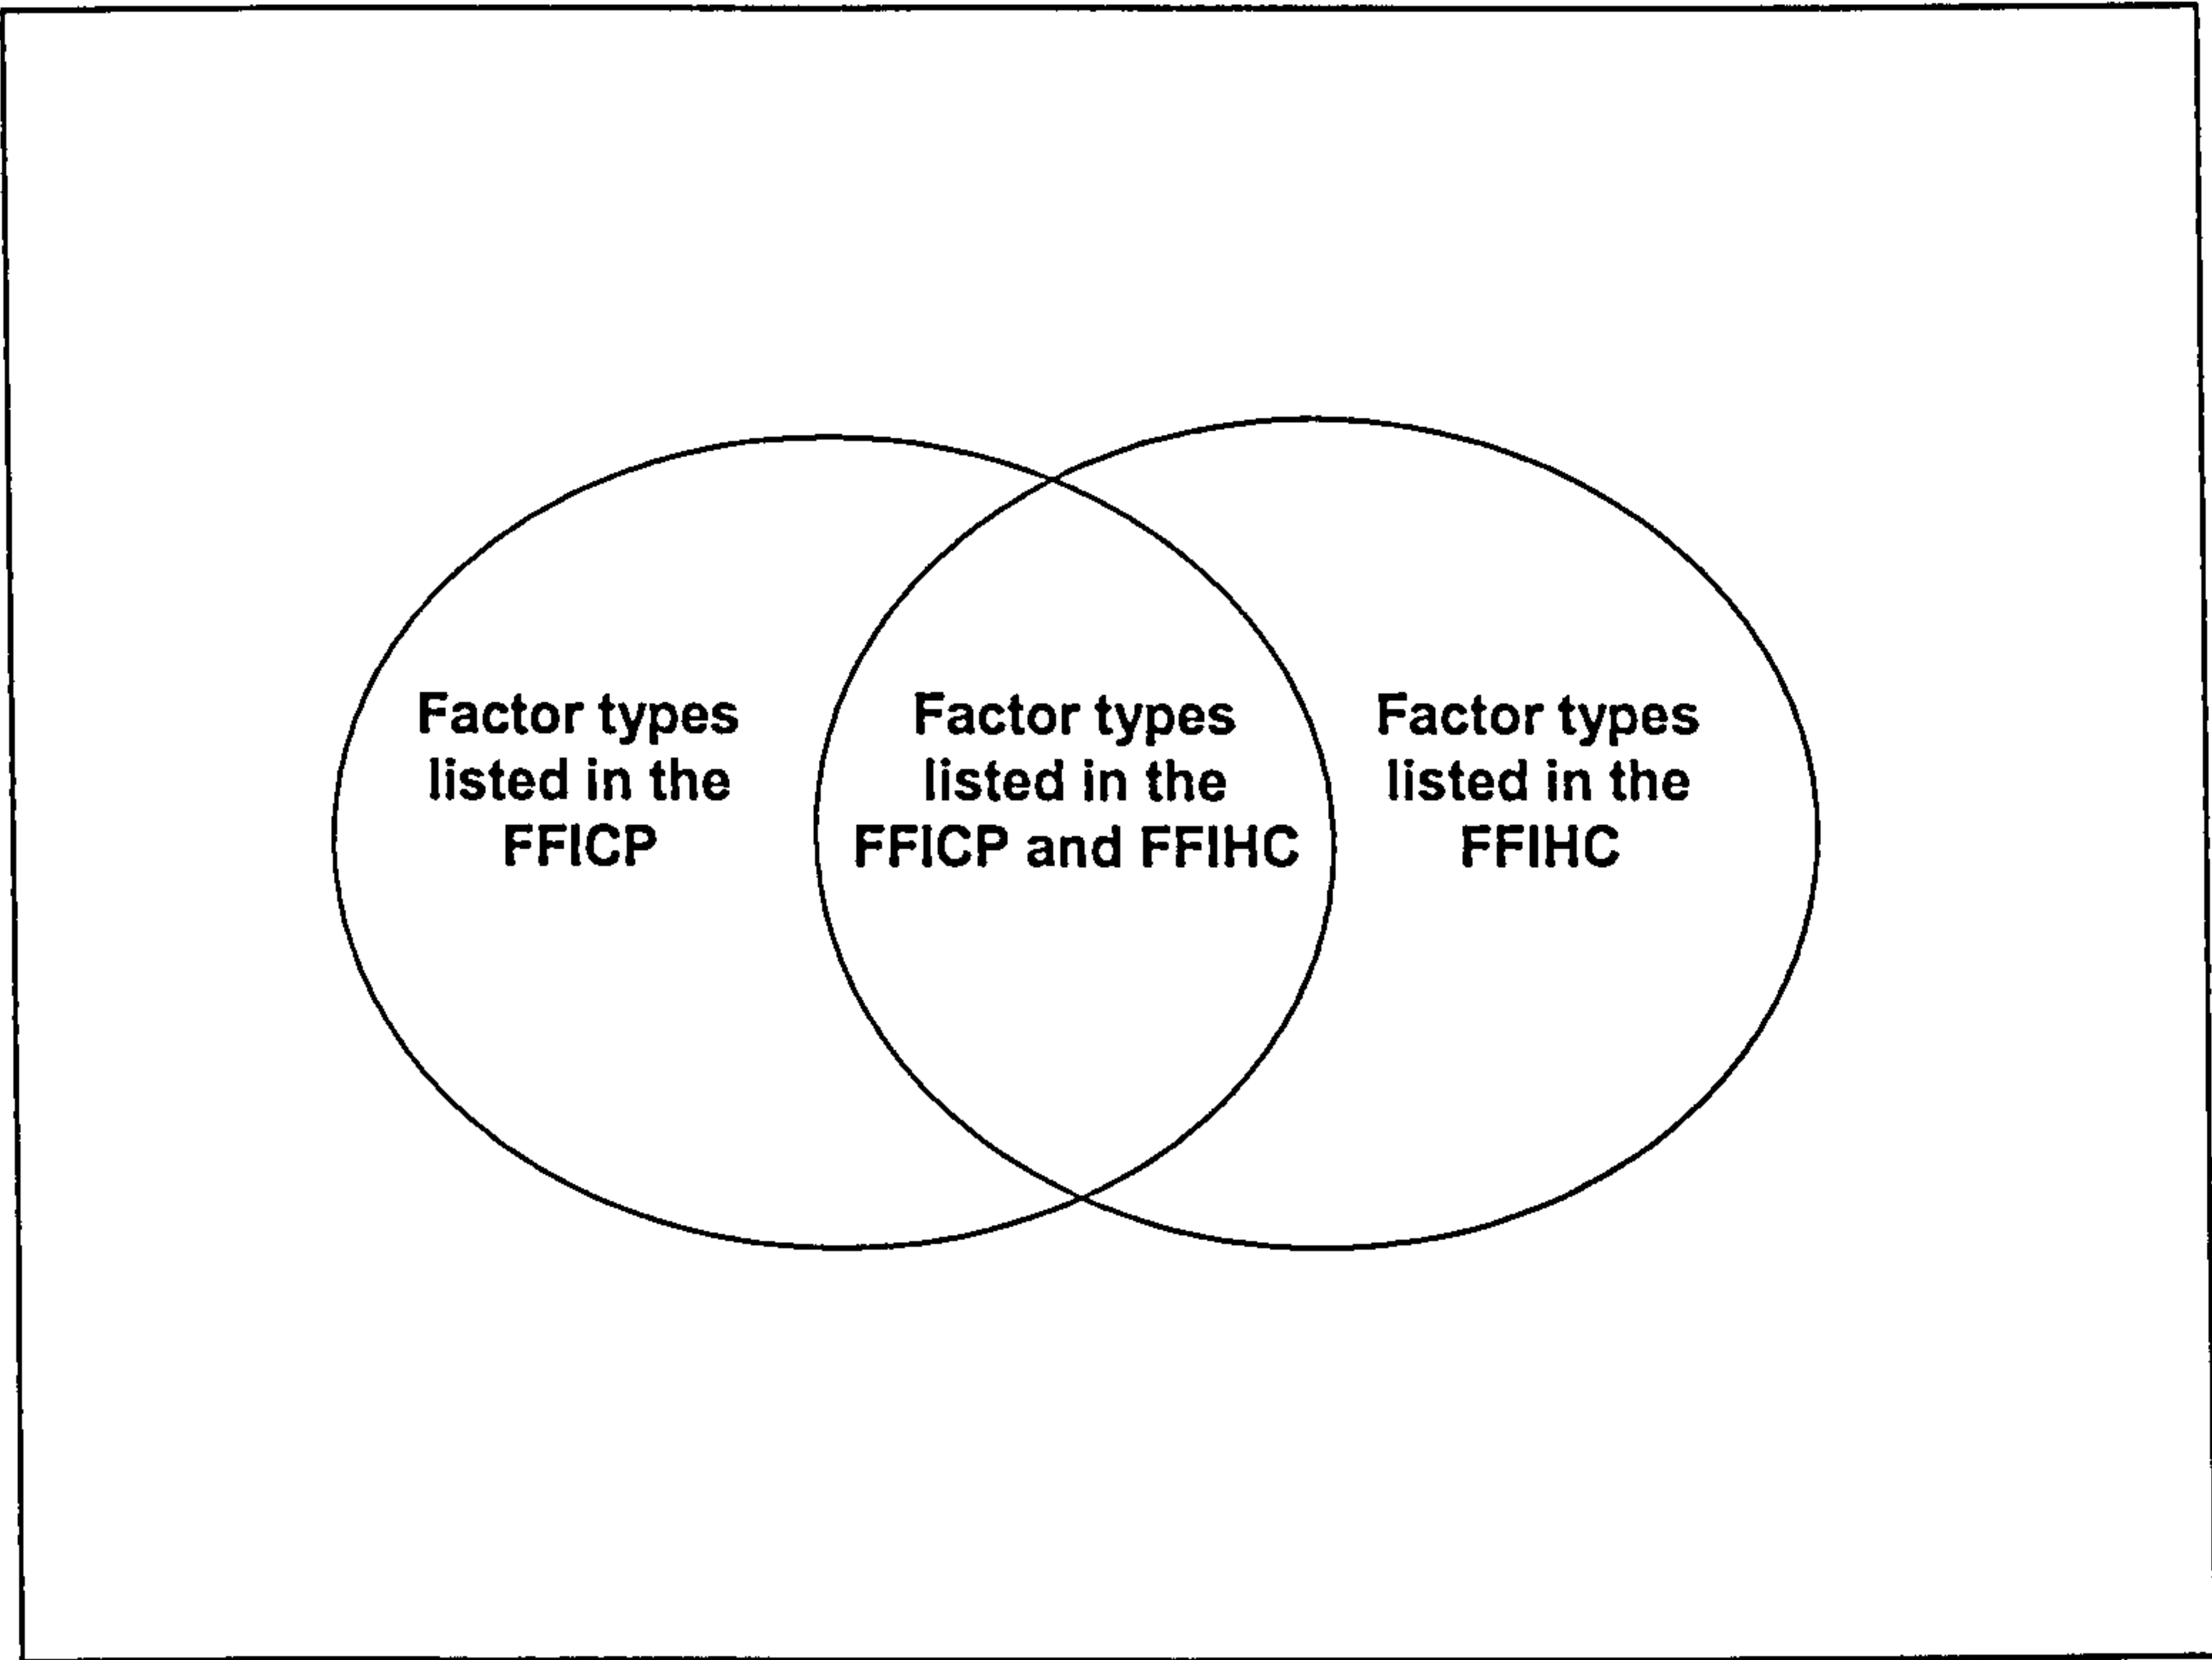 Factor types
listed in the
FFICP
Factor types
listed in the
FFICP and FFIHC
Factor types
listed in the
FFIHC